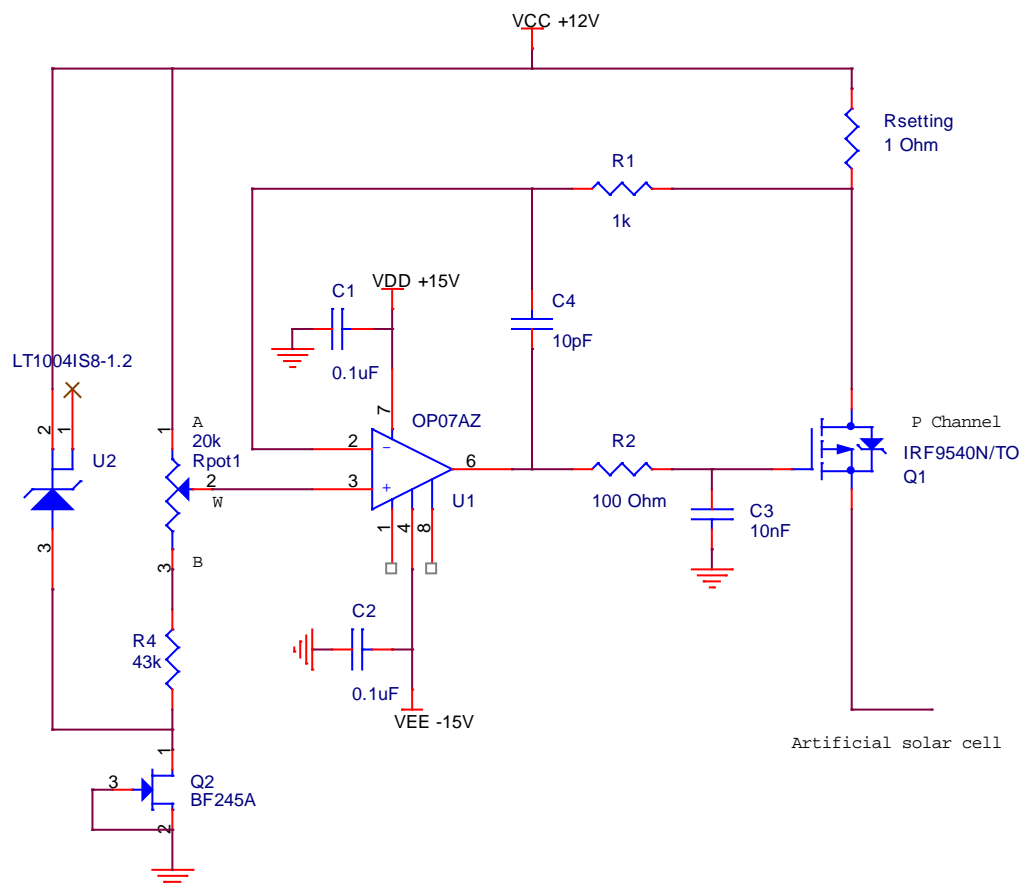 VCC +12V
Rsetting
1 Ohm
R1
1k
VDD +15V
C1
0.1uF
C4
10pF
LT1004IS8-1.2
2
1
U2
3
1
A
20k
Rpot1
2
W
3
B
7
OP07AZ
2
3
6
U1
1
4
8
R2
100 Ohm
P Channel
IRF9540N/TO
Q1
C3
10nF
C2
0.1uF
VEE -15V
R4
43k
1
3
Q2
BF245A
2
Artificial solar cell